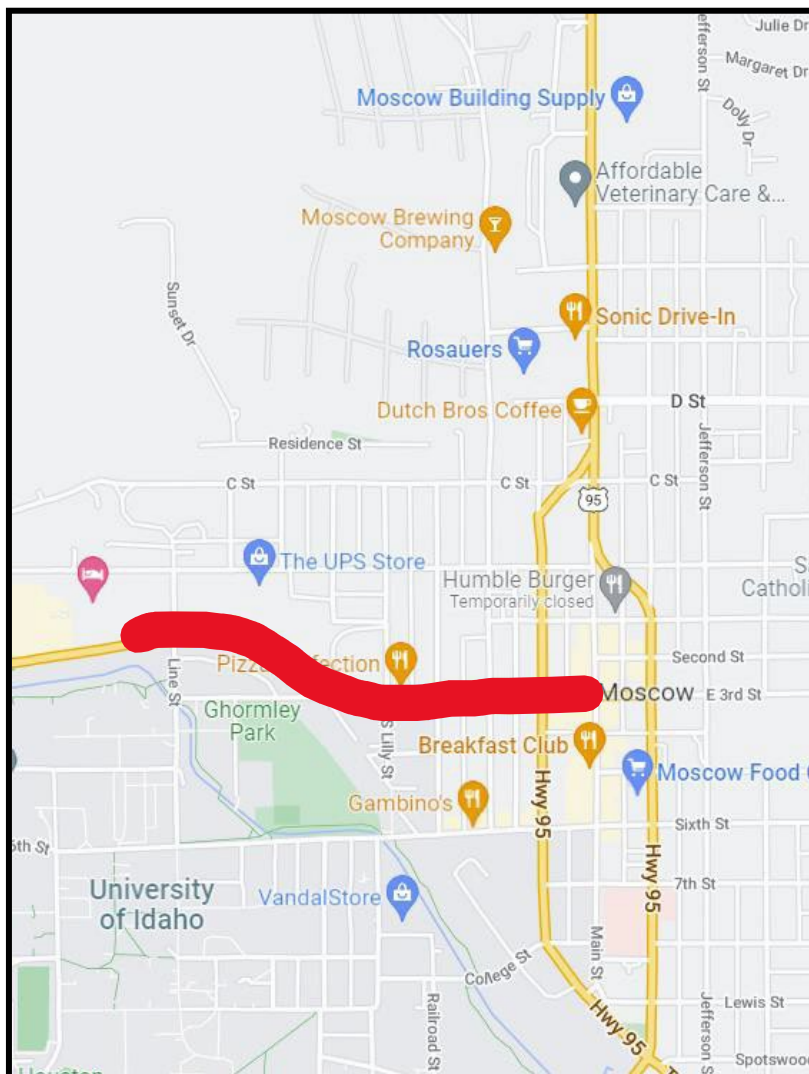 Julie Dr
Jefferson St
Margaret Dr
Moscow Building Supply
Dolly Dr
Affordable
Veterinary Care &...
Moscow Brewing
Company
Sunset Dr
Sonic Drive-In
Rosauers
Dutch Bros Coffee
D St
Jefferson St
Residence St
C St
C St
C St
95
The UPS Store
Humble Burger
Temporarily closed
Catholi
Second St
Line St
Moscow
E 3rd St
Ghormley
Park
S Lilly St
Breakfast Club
Moscow Food
Hwy 95
Gambino's
Sixth St
Hwy 95
7th St
University
of Idaho
VandalStore
Main St
College St
Railroad St
Lewis St
Hwy 95
Jefferson St
Spotswood